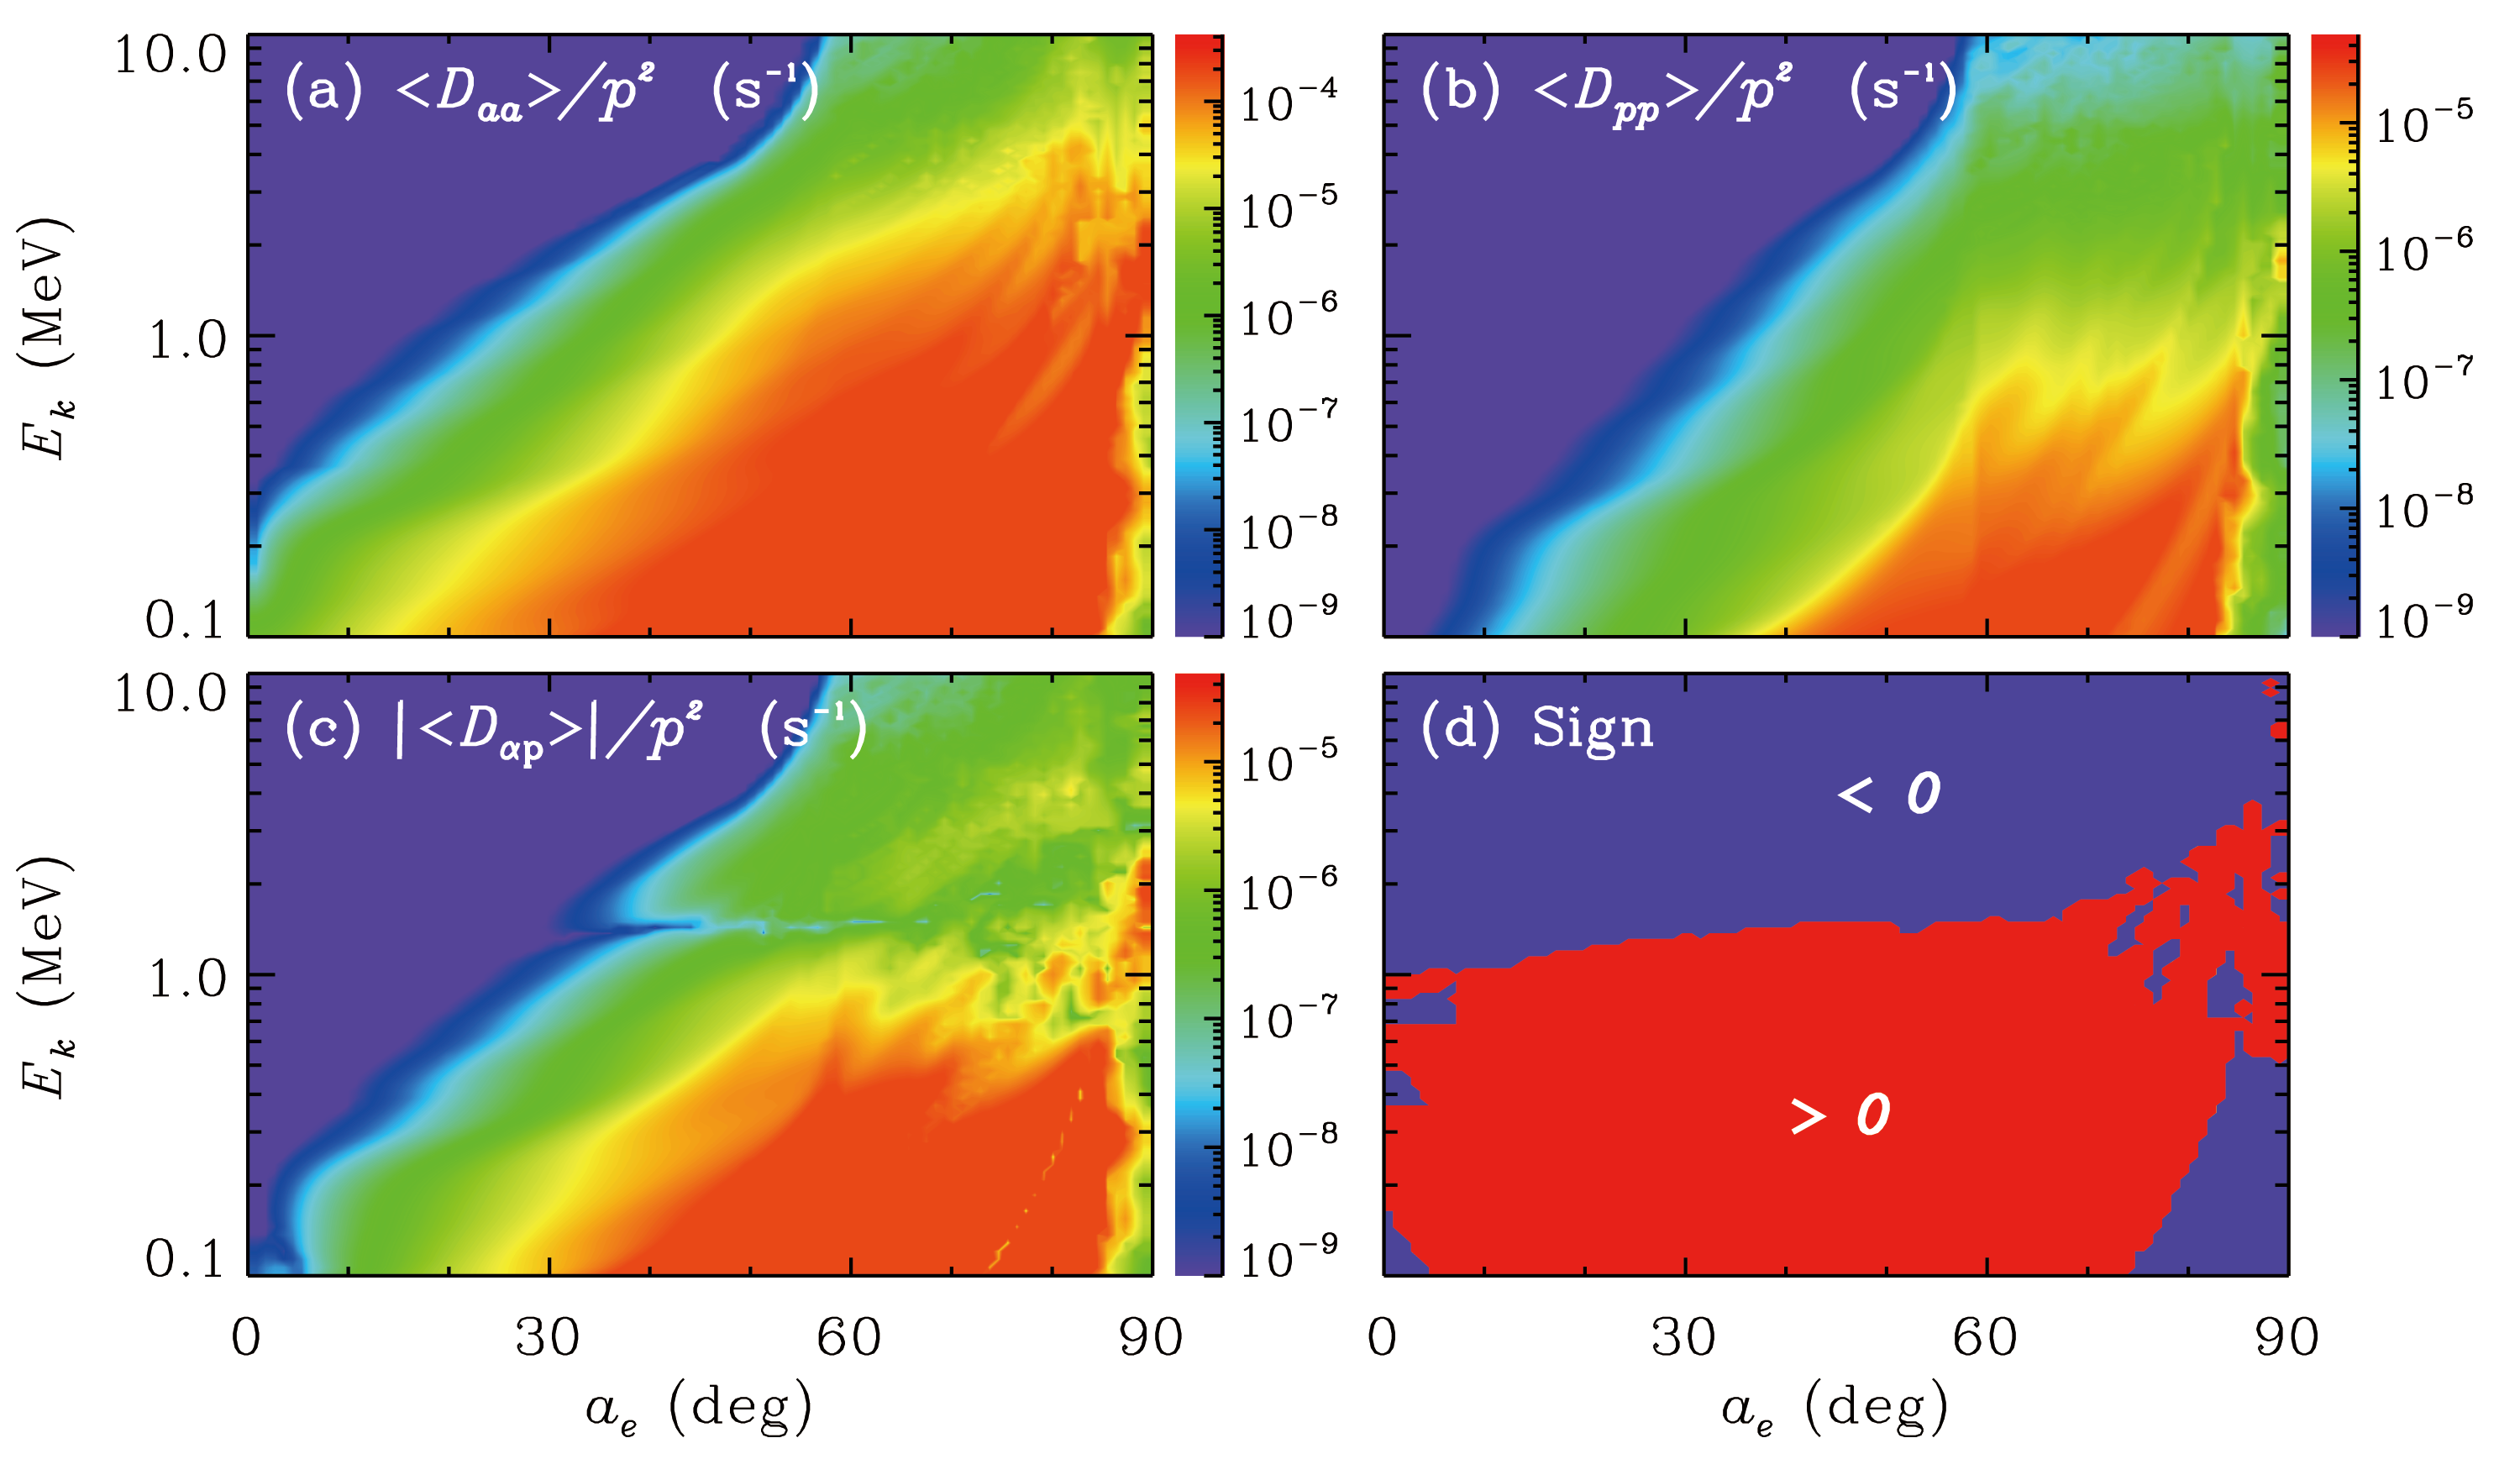 (a) <D_aa>/p² (s⁻¹)
10.0
1.0
0.1
E_k (MeV)
10⁻⁴
10⁻⁵
10⁻⁶
10⁻⁷
10⁻⁸
10⁻⁹
(b) <D_pp>/p² (s⁻¹)
10⁻⁵
10⁻⁶
10⁻⁷
10⁻⁸
10⁻⁹
(c) |<D_αp>|/p² (s⁻¹)
10.0
1.0
0.1
E_k (MeV)
0 30 60 90
a_e (deg)
10⁻⁵
10⁻⁶
10⁻⁷
10⁻⁸
10⁻⁹
(d) Sign
< 0
> 0
0 30 60 90
a_e (deg)